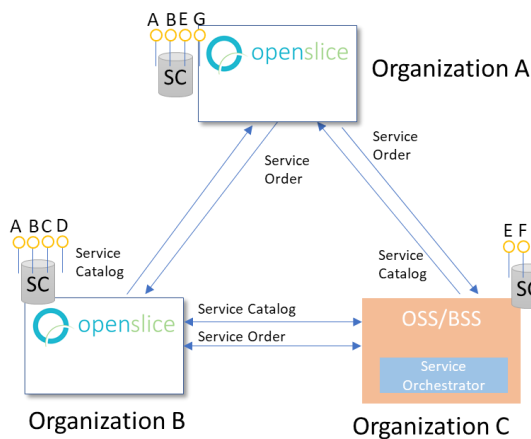 A B E G
SC
openslice
Organization A
Service
Order
Service
Order
A B C D
Service
Catalog
SC
openslice
Service
Catalog
E F
Service Catalog
Service Order
OSS/BSS
Service
Orchestrator
Organization B
Organization C